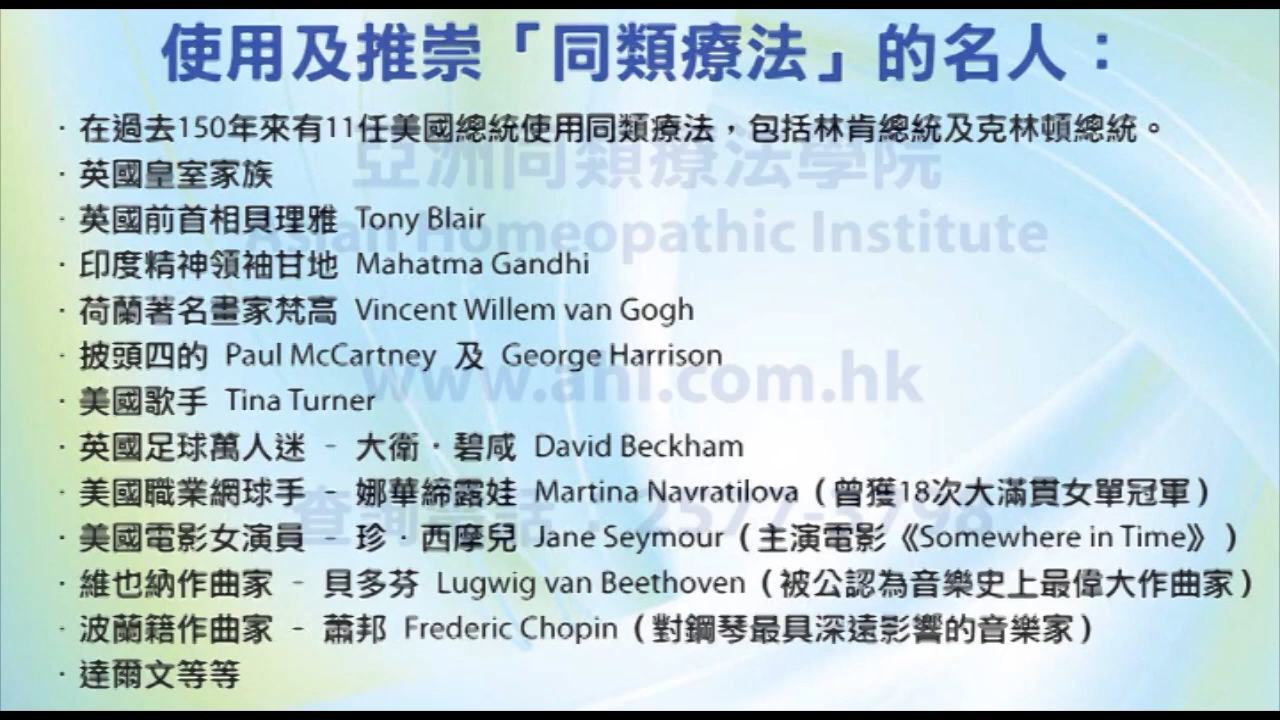 使用及推崇「同類療法」的名人：
· 在過去150年來有11任美國總統使用同類療法，包括林肯總統及克林頓總統。
亞洲同類療法學院
· 英國皇室家族
· 英國前首相貝理雅 Tony Blair
Asian Homeopathic Institute
· 印度精神領袖甘地 Mahatma Gandhi
· 荷蘭著名畫家梵高 Vincent Willem van Gogh
· 披頭四的 Paul McCartney 及 George Harrison
www.ahi.com.hk
· 美國歌手 Tina Turner
· 英國足球萬人迷 - 大衛·碧咸 David Beckham
· 美國職業網球手 - 娜華締露娃 Martina Navratilova（曾獲18次大滿貫女單冠軍）
· 美國電影女演員 - 珍·西摩兒 Jane Seymour（主演電影《Somewhere in Time》）
· 維也納作曲家 - 貝多芬 Lugwig van Beethoven（被公認為音樂史上最偉大作曲家）
· 波蘭籍作曲家 - 蕭邦 Frederic Chopin（對鋼琴最具深遠影響的音樂家）
· 達爾文等等